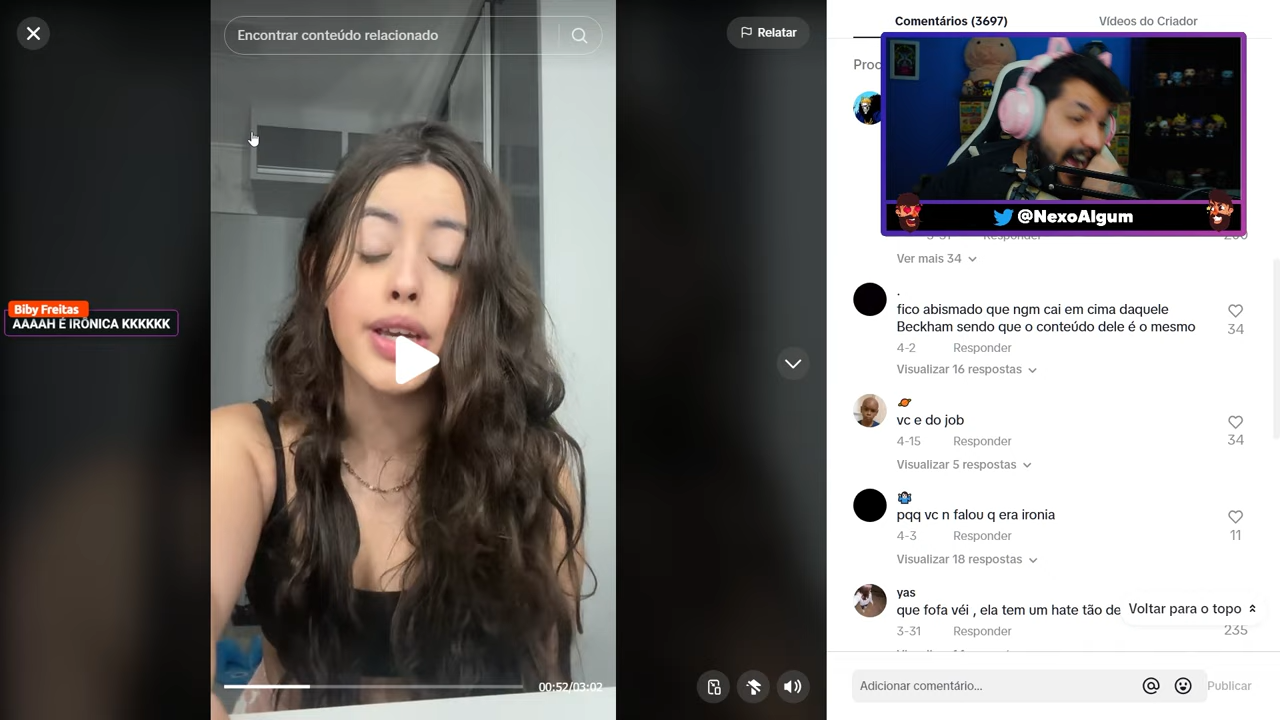 Encontrar conteúdo relacionado
Relatar
Biby Freitas
AAAAH É IRÔNICA KKKKKK
00:52/03:02
Comentários (3697)
Vídeos do Criador
@NexoAlgum
Responder
Ver mais 34
.
fico abismado que ngm cai em cima daquele
Beckham sendo que o conteúdo dele é o mesmo
34
4-2 Responder
Visualizar 16 respostas
vc e do job
34
4-15 Responder
Visualizar 5 respostas
pqq vc n falou q era ironia
11
4-3 Responder
Visualizar 18 respostas
yas
que fofa véi , ela tem um hate tão de
Voltar para o topo
3-31 Responder
235
Adicionar comentário...
Publicar